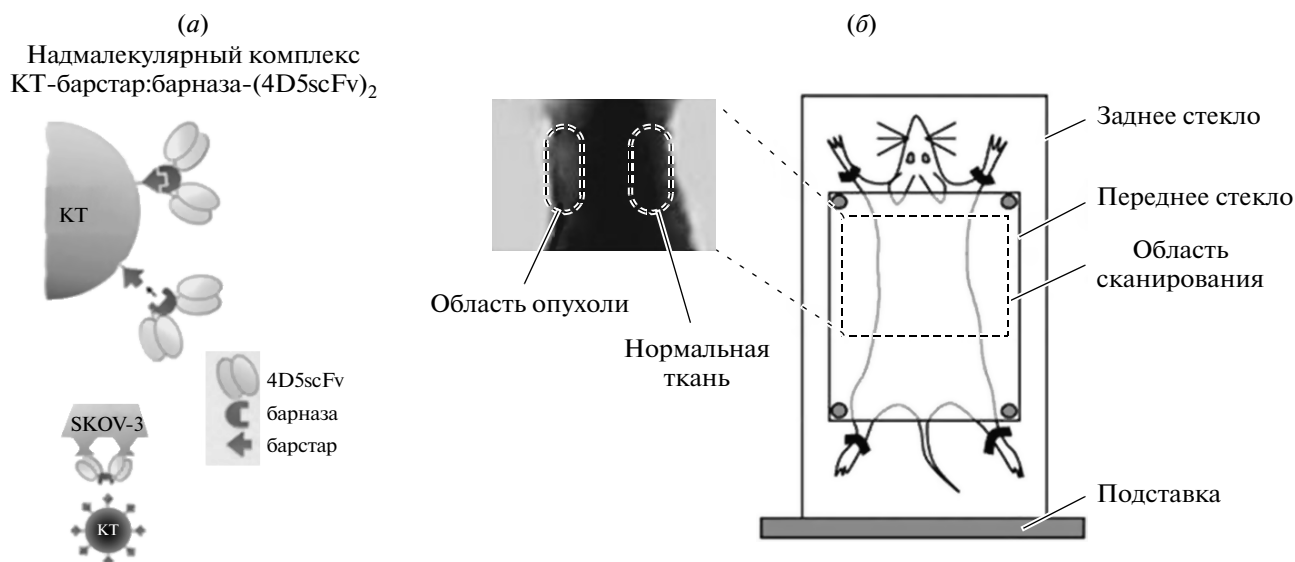 (а)
Надмалекулярный комплекс
КТ-барстар:барназа-(4D5scFv)2
КТ
4D5scFv
барназа
барстар
SKOV-3
КТ
(б)
Область опухоли
Нормальная
ткань
Заднее стекло
Переднее стекло
Область
сканирования
Подставка